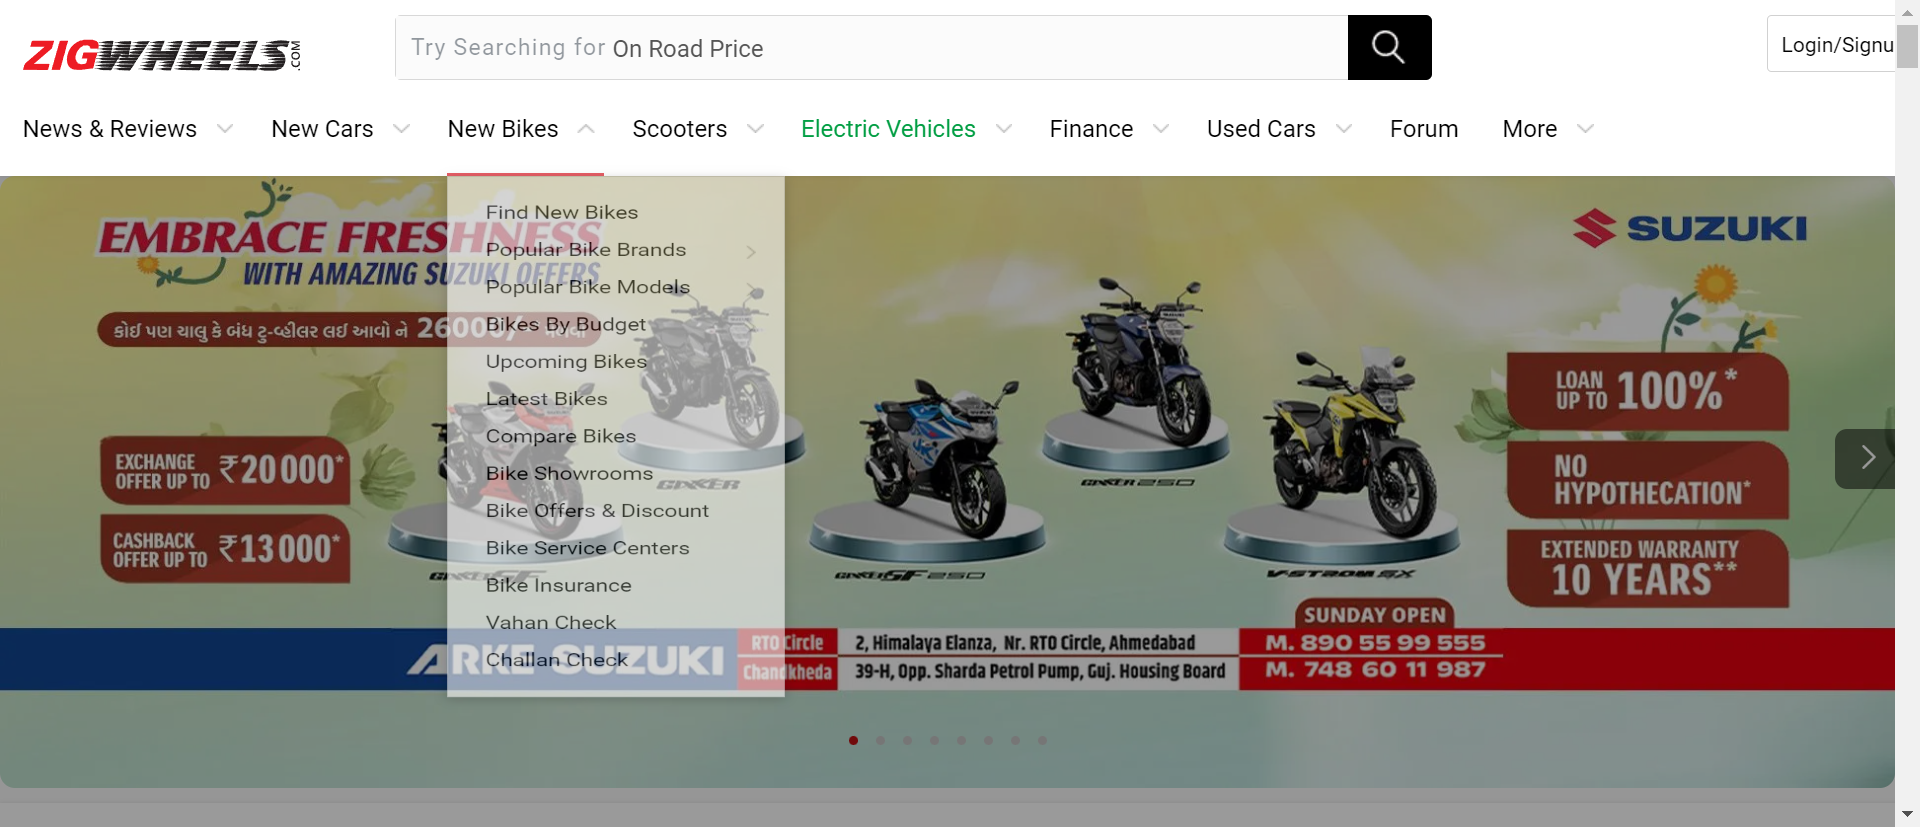 ZIGWHEELS.COM
Try Searching for On Road Price
Login/Signu
News & Reviews
New Cars
New Bikes
Scooters
Electric Vehicles
Finance
Used Cars
Forum
More
Find New Bikes
Popular Bike Brands
Popular Bike Models
Bikes By Budget
Upcoming Bikes
Latest Bikes
Compare Bikes
Bike Showrooms
Bike Offers & Discount
Bike Service Centers
Bike Insurance
Vahan Check
Challan Check
EMBRACE FRESHNESS
WITH AMAZING SUZUKI OFFERS
કોઈ પણ ચાલુ કે બંધ ટુ-વ્હીલર લઈ આવો ને 26000/-
EXCHANGE
OFFER UP TO ₹20000*
CASHBACK
OFFER UP TO ₹13000*
GIXXER
GIXXER SF 250
GIXXER 250
V-STROM SX
SUZUKI
LOAN
UP TO 100%*
NO
HYPOTHECATION*
EXTENDED WARRANTY
10 YEARS**
SUNDAY OPEN
ARKE SUZUKI
RTO Circle 2, Himalaya Elanza, Nr. RTO Circle, Ahmedabad M. 890 55 99 555
Chandkheda 39-H, Opp. Sharda Petrol Pump, Guj. Housing Board M. 748 60 11 987